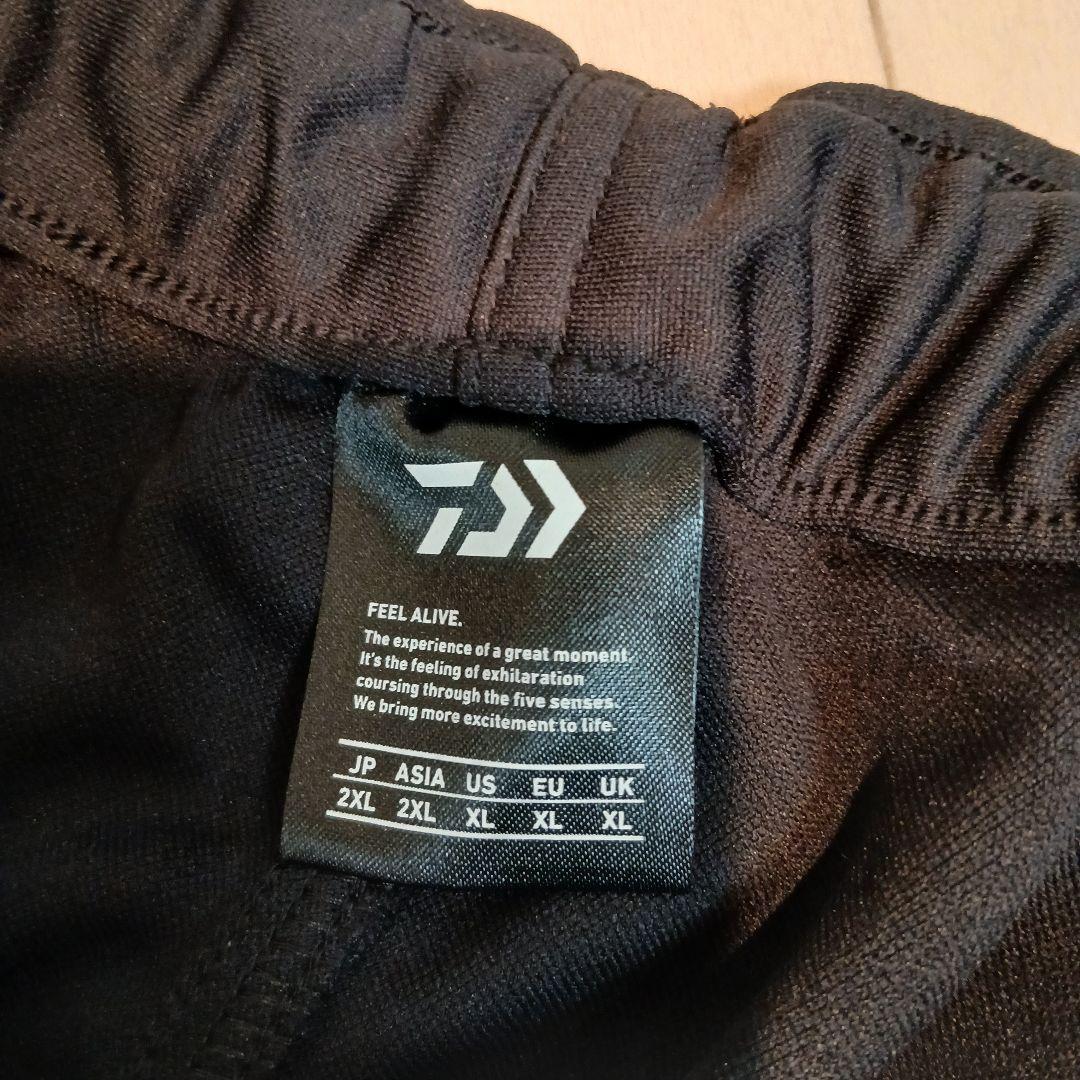 FEEL ALIVE.
The experience of a great moment.
It's the feeling of exhilaration
coursing through the five senses.
We bring more excitement to life.
JP ASIA US EU UK
2XL 2XL XL XL XL